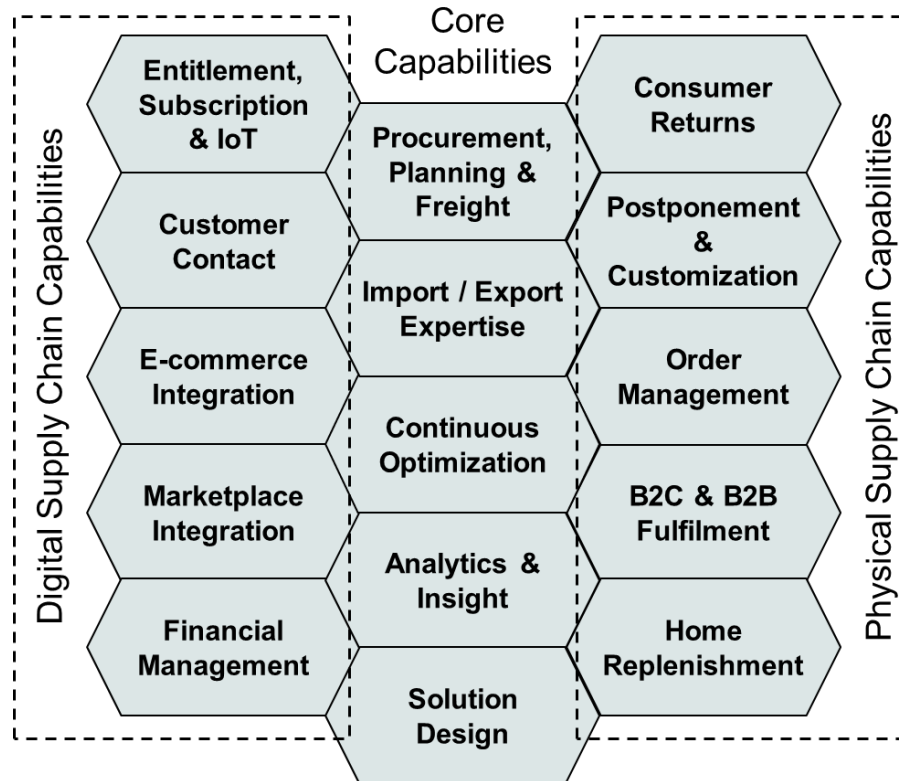 Core
Capabilities
Digital Supply Chain Capabilities
Entitlement,
Subscription
& IoT
Customer
Contact
E-commerce
Integration
Marketplace
Integration
Financial
Management
Procurement,
Planning &
Freight
Import / Export
Expertise
Continuous
Optimization
Analytics &
Insight
Solution
Design
Consumer
Returns
Postponement
&
Customization
Order
Management
B2C & B2B
Fulfilment
Home
Replenishment
Physical Supply Chain Capabilities